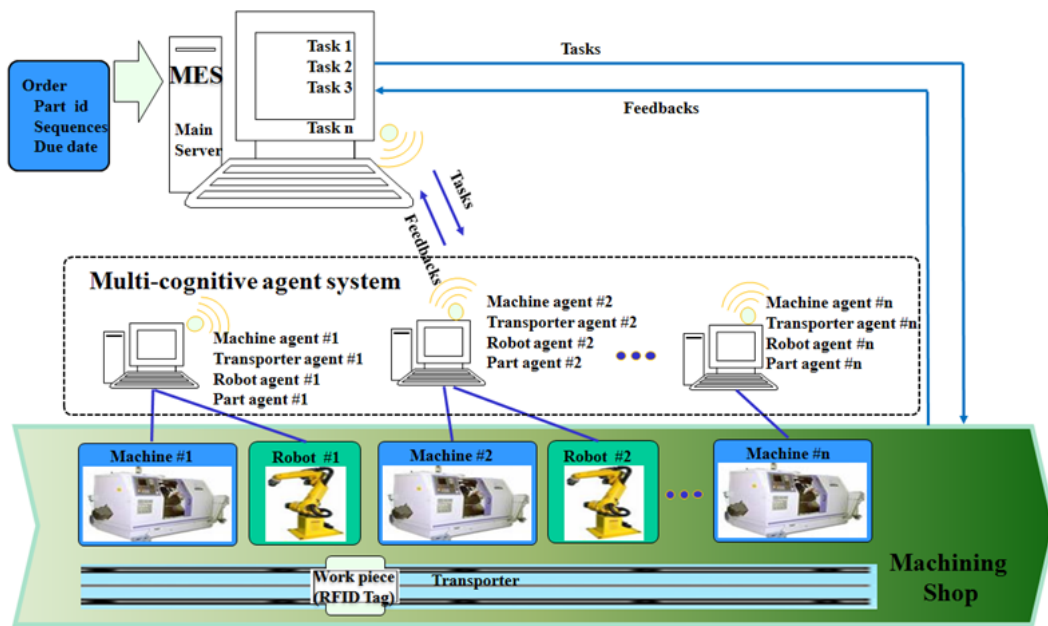 Order
Part id
Sequences
Due date
MES
Main
Server
Task 1
Task 2
Task 3
Task n
Tasks
Feedbacks
Tasks
Feedbacks
Multi-cognitive agent system
Machine agent #1
Transporter agent #1
Robot agent #1
Part agent #1
Machine agent #2
Transporter agent #2
Robot agent #2
Part agent #2
Machine agent #n
Transporter agent #n
Robot agent #n
Part agent #n
Machine #1
Robot #1
Machine #2
Robot #2
Machine #n
Work piece
(RFID Tag)
Transporter
Machining
Shop